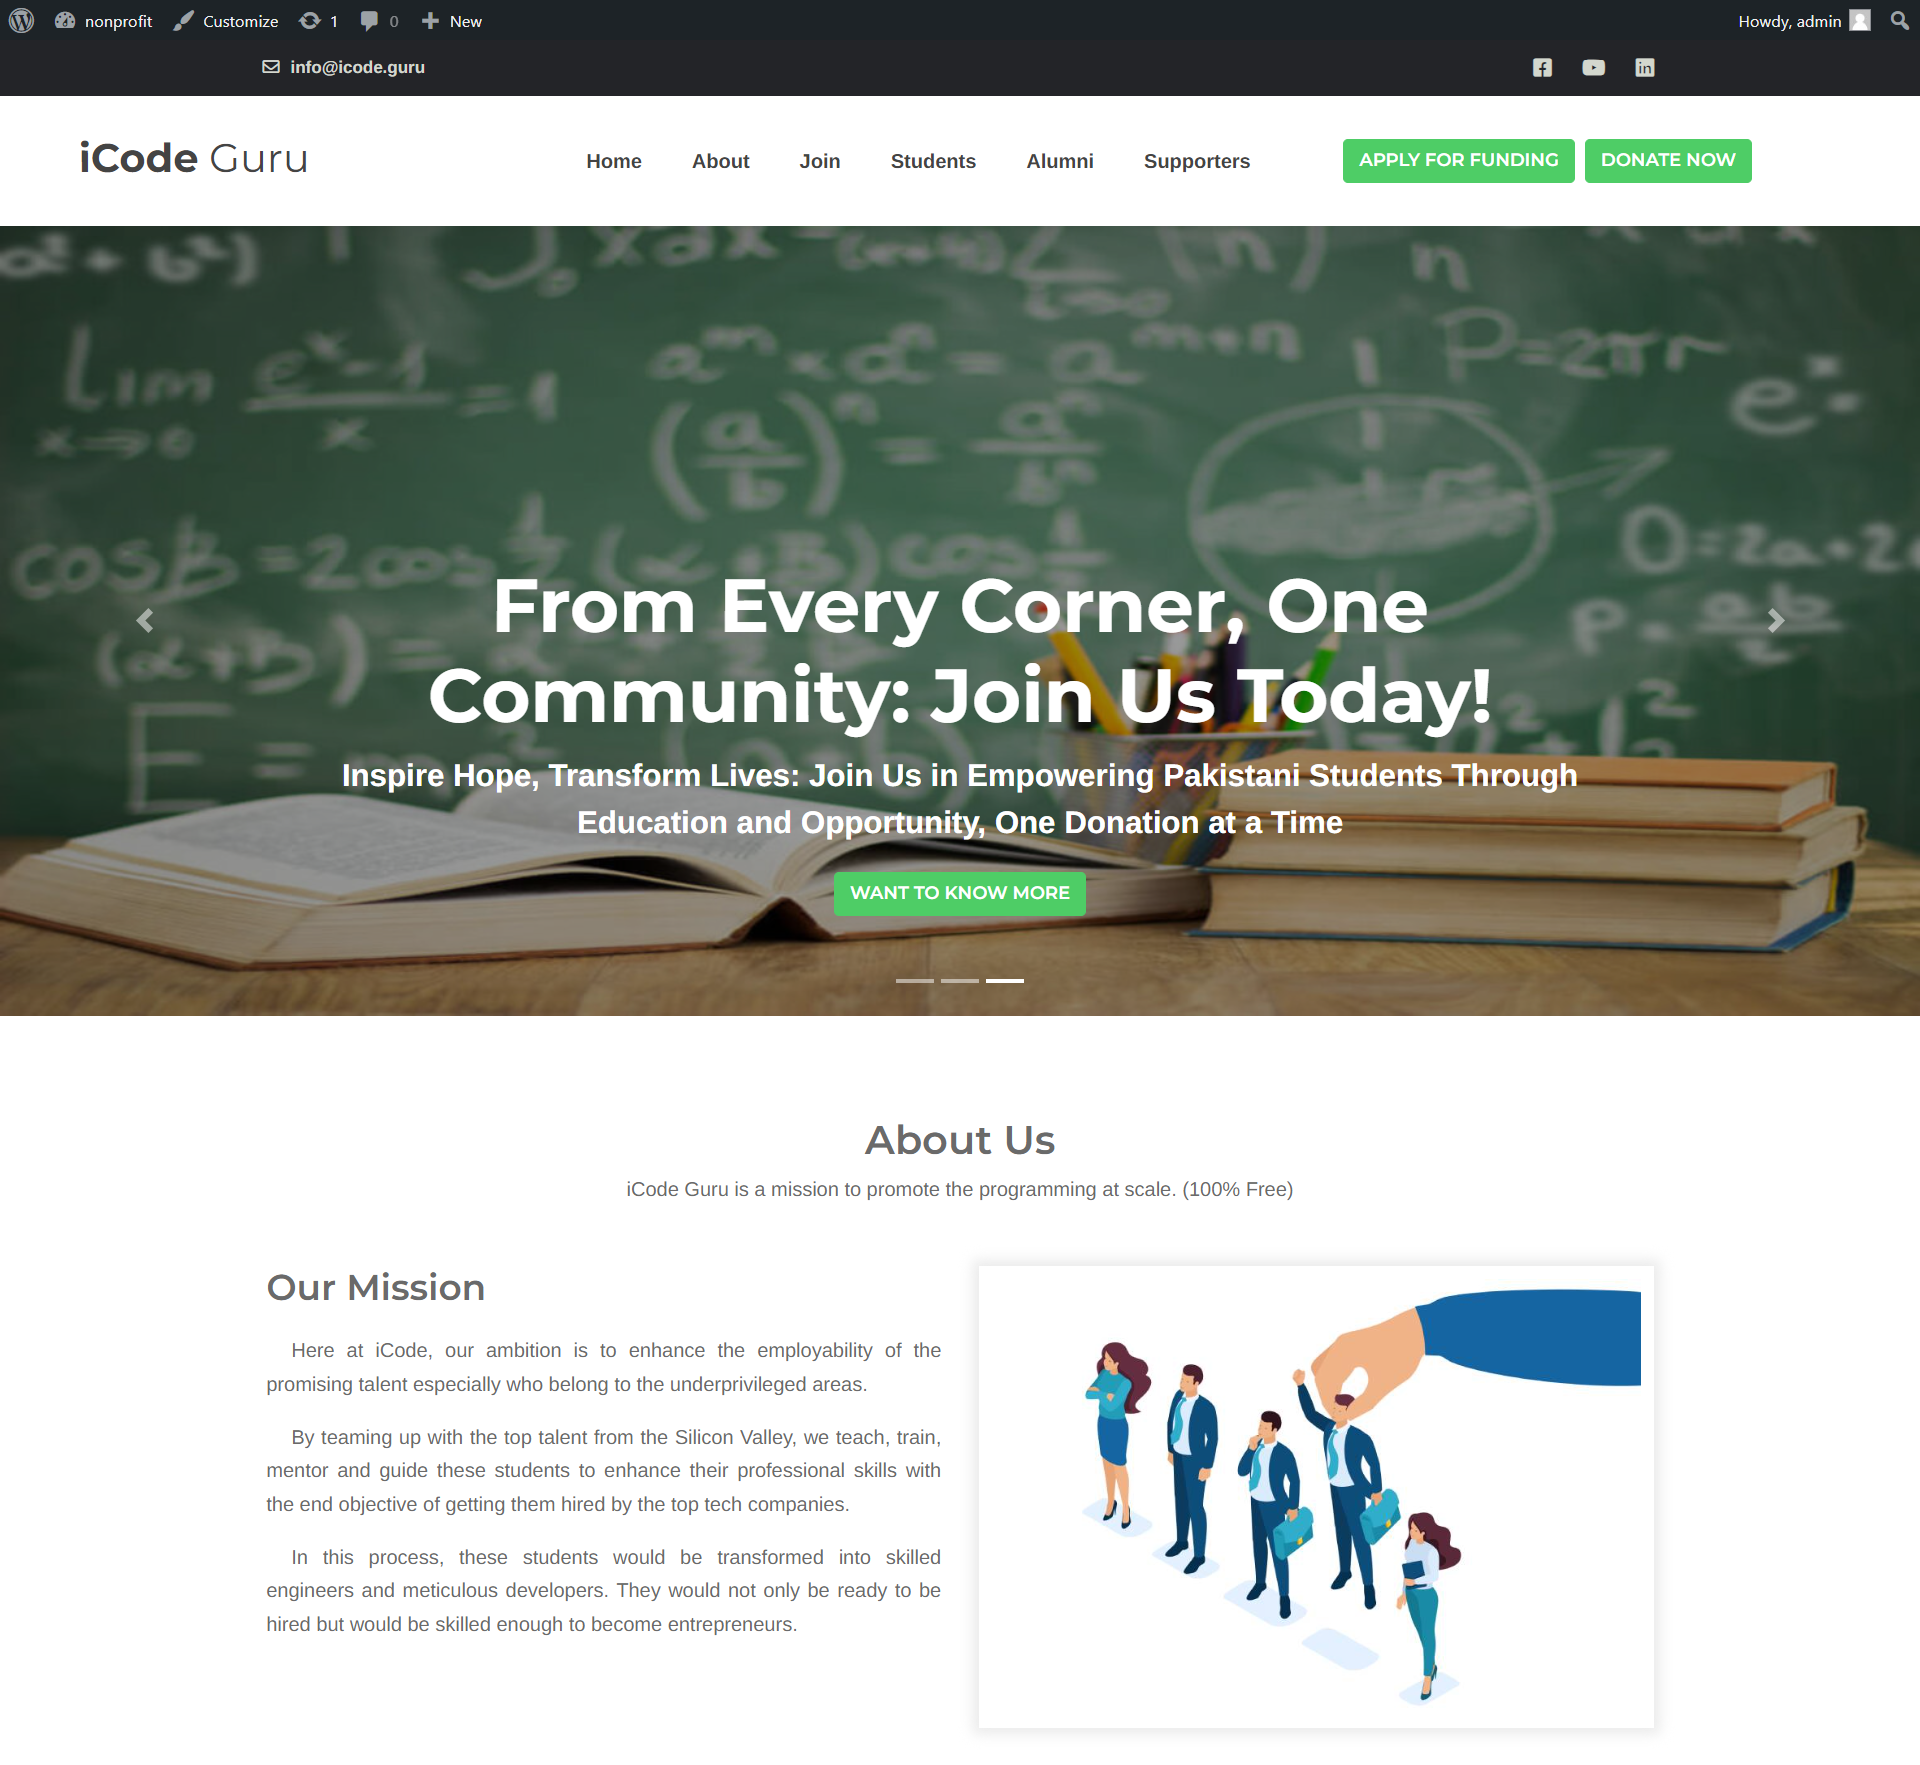 nonprofit Customize 1 0 New Howdy, admin
info@icode.guru
iCode Guru Home About Join Students Alumni Supporters APPLY FOR FUNDING DONATE NOW
From Every Corner, One
Community: Join Us Today!
Inspire Hope, Transform Lives: Join Us in Empowering Pakistani Students Through
Education and Opportunity, One Donation at a Time
WANT TO KNOW MORE
About Us
iCode Guru is a mission to promote the programming at scale. (100% Free)
Our Mission
Here at iCode, our ambition is to enhance the employability of the
promising talent especially who belong to the underprivileged areas.
By teaming up with the top talent from the Silicon Valley, we teach, train,
mentor and guide these students to enhance their professional skills with
the end objective of getting them hired by the top tech companies.
In this process, these students would be transformed into skilled
engineers and meticulous developers. They would not only be ready to be
hired but would be skilled enough to become entrepreneurs.